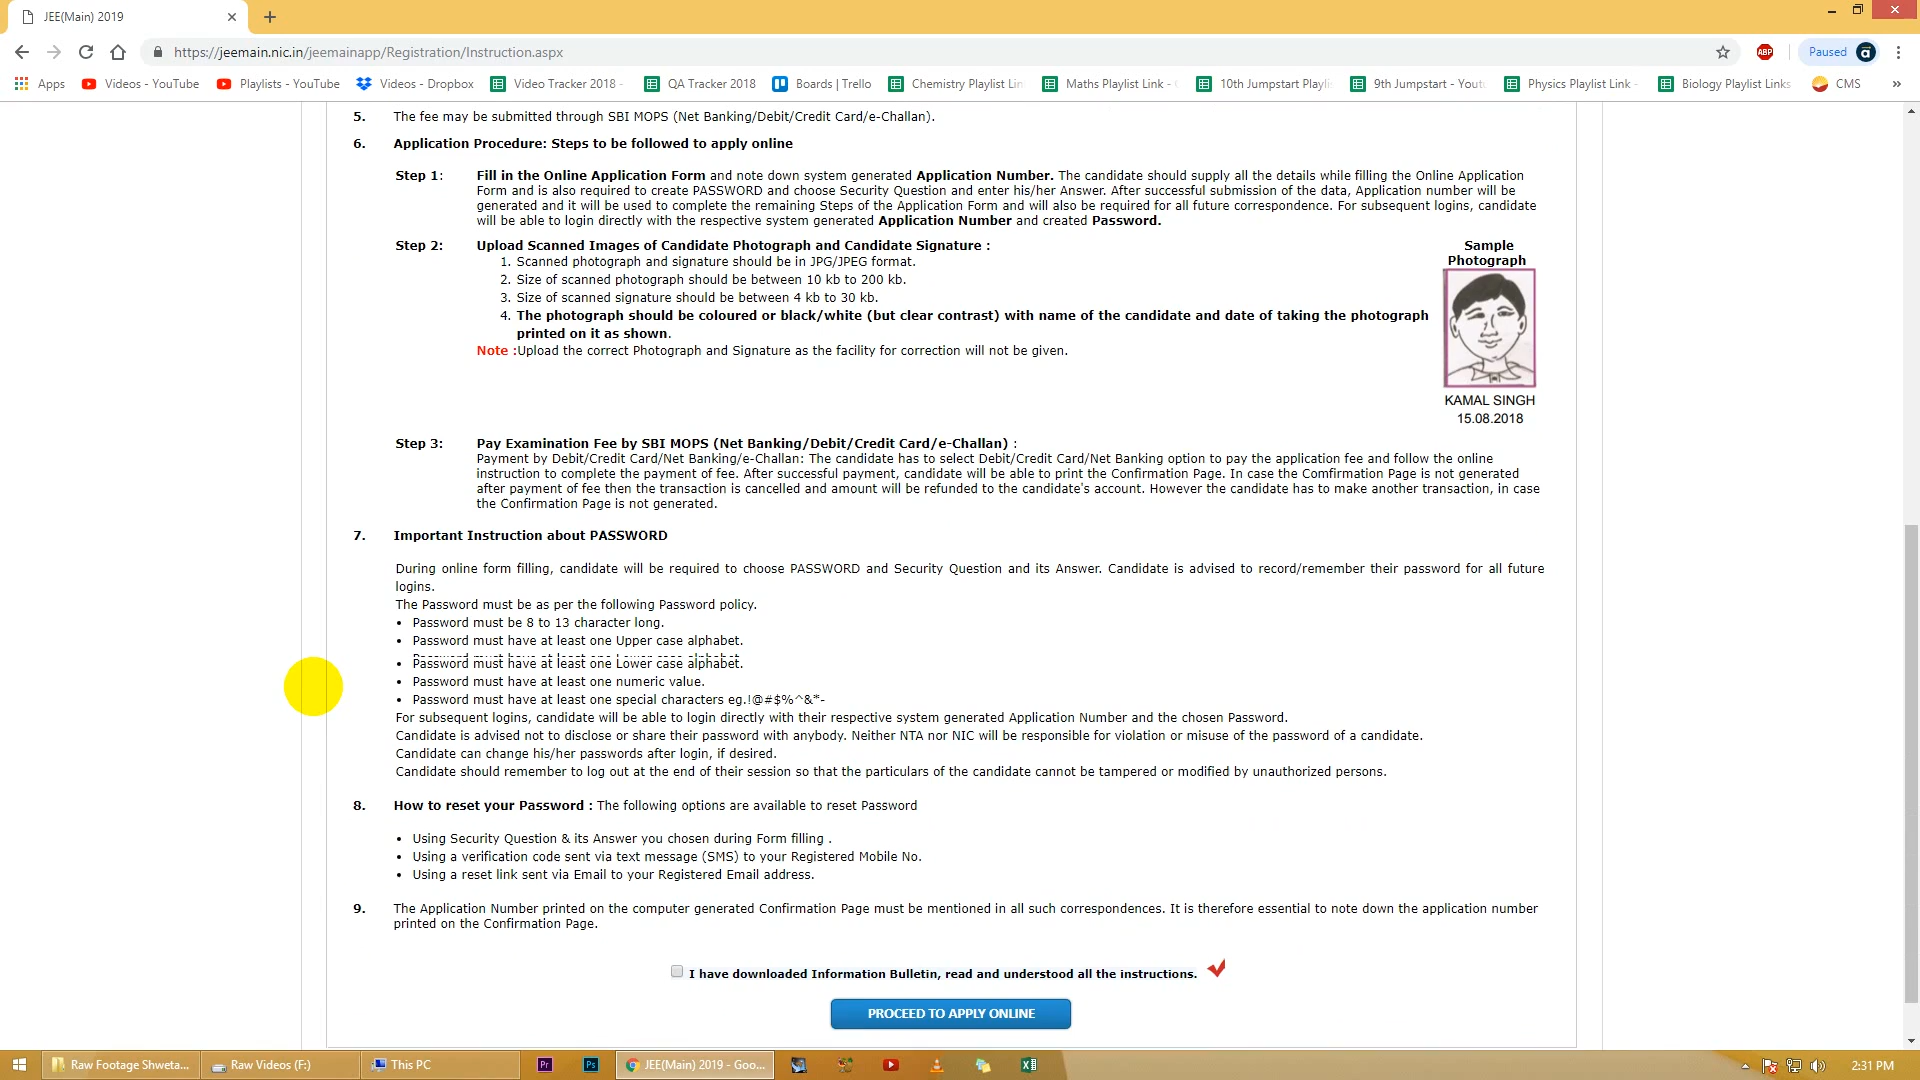 JEE(Main) 2019
https://jeemain.nic.in/jeemainapp/Registration/Instruction.aspx
ABP
Paused
Apps
Videos - YouTube
Playlists - YouTube
Videos - Dropbox
Video Tracker 2018 -
QA Tracker 2018
Boards | Trello
Chemistry Playlist Lin
Maths Playlist Link -
10th Jumpstart Playli
9th Jumpstart - Yout
Physics Playlist Link -
Biology Playlist Links
CMS
5. The fee may be submitted through SBI MOPS (Net Banking/Debit/Credit Card/e-Challan).
6. Application Procedure: Steps to be followed to apply online
Step 1: Fill in the Online Application Form and note down system generated Application Number. The candidate should supply all the details while filling the Online Application
Form and is also required to create PASSWORD and choose Security Question and enter his/her Answer. After successful submission of the data, Application number will be
generated and it will be used to complete the remaining Steps of the Application Form and will also be required for all future correspondence. For subsequent logins, candidate
will be able to login directly with the respective system generated Application Number and created Password.
Step 2: Upload Scanned Images of Candidate Photograph and Candidate Signature :
1. Scanned photograph and signature should be in JPG/JPEG format.
2. Size of scanned photograph should be between 10 kb to 200 kb.
3. Size of scanned signature should be between 4 kb to 30 kb.
4. The photograph should be coloured or black/white (but clear contrast) with name of the candidate and date of taking the photograph
printed on it as shown.
Note :Upload the correct Photograph and Signature as the facility for correction will not be given.
Sample
Photograph
KAMAL SINGH
15.08.2018
Step 3: Pay Examination Fee by SBI MOPS (Net Banking/Debit/Credit Card/e-Challan) :
Payment by Debit/Credit Card/Net Banking/e-Challan: The candidate has to select Debit/Credit Card/Net Banking option to pay the application fee and follow the online
instruction to complete the payment of fee. After successful payment, candidate will be able to print the Confirmation Page. In case the Comfirmation Page is not generated
after payment of fee then the transaction is cancelled and amount will be refunded to the candidate's account. However the candidate has to make another transaction, in case
the Confirmation Page is not generated.
7. Important Instruction about PASSWORD
During online form filling, candidate will be required to choose PASSWORD and Security Question and its Answer. Candidate is advised to record/remember their password for all future
logins.
The Password must be as per the following Password policy.
• Password must be 8 to 13 character long.
• Password must have at least one Upper case alphabet.
• Password must have at least one Lower case alphabet.
• Password must have at least one numeric value.
• Password must have at least one special characters eg.!@#$%^&*-
For subsequent logins, candidate will be able to login directly with their respective system generated Application Number and the chosen Password.
Candidate is advised not to disclose or share their password with anybody. Neither NTA nor NIC will be responsible for violation or misuse of the password of a candidate.
Candidate can change his/her passwords after login, if desired.
Candidate should remember to log out at the end of their session so that the particulars of the candidate cannot be tampered or modified by unauthorized persons.
8. How to reset your Password : The following options are available to reset Password
• Using Security Question & its Answer you chosen during Form filling .
• Using a verification code sent via text message (SMS) to your Registered Mobile No.
• Using a reset link sent via Email to your Registered Email address.
9. The Application Number printed on the computer generated Confirmation Page must be mentioned in all such correspondences. It is therefore essential to note down the application number
printed on the Confirmation Page.
I have downloaded Information Bulletin, read and understood all the instructions.
PROCEED TO APPLY ONLINE
Raw Footage Shweta...
Raw Videos (F:)
This PC
Pr
Ps
JEE(Main) 2019 - Goo...
2:31 PM